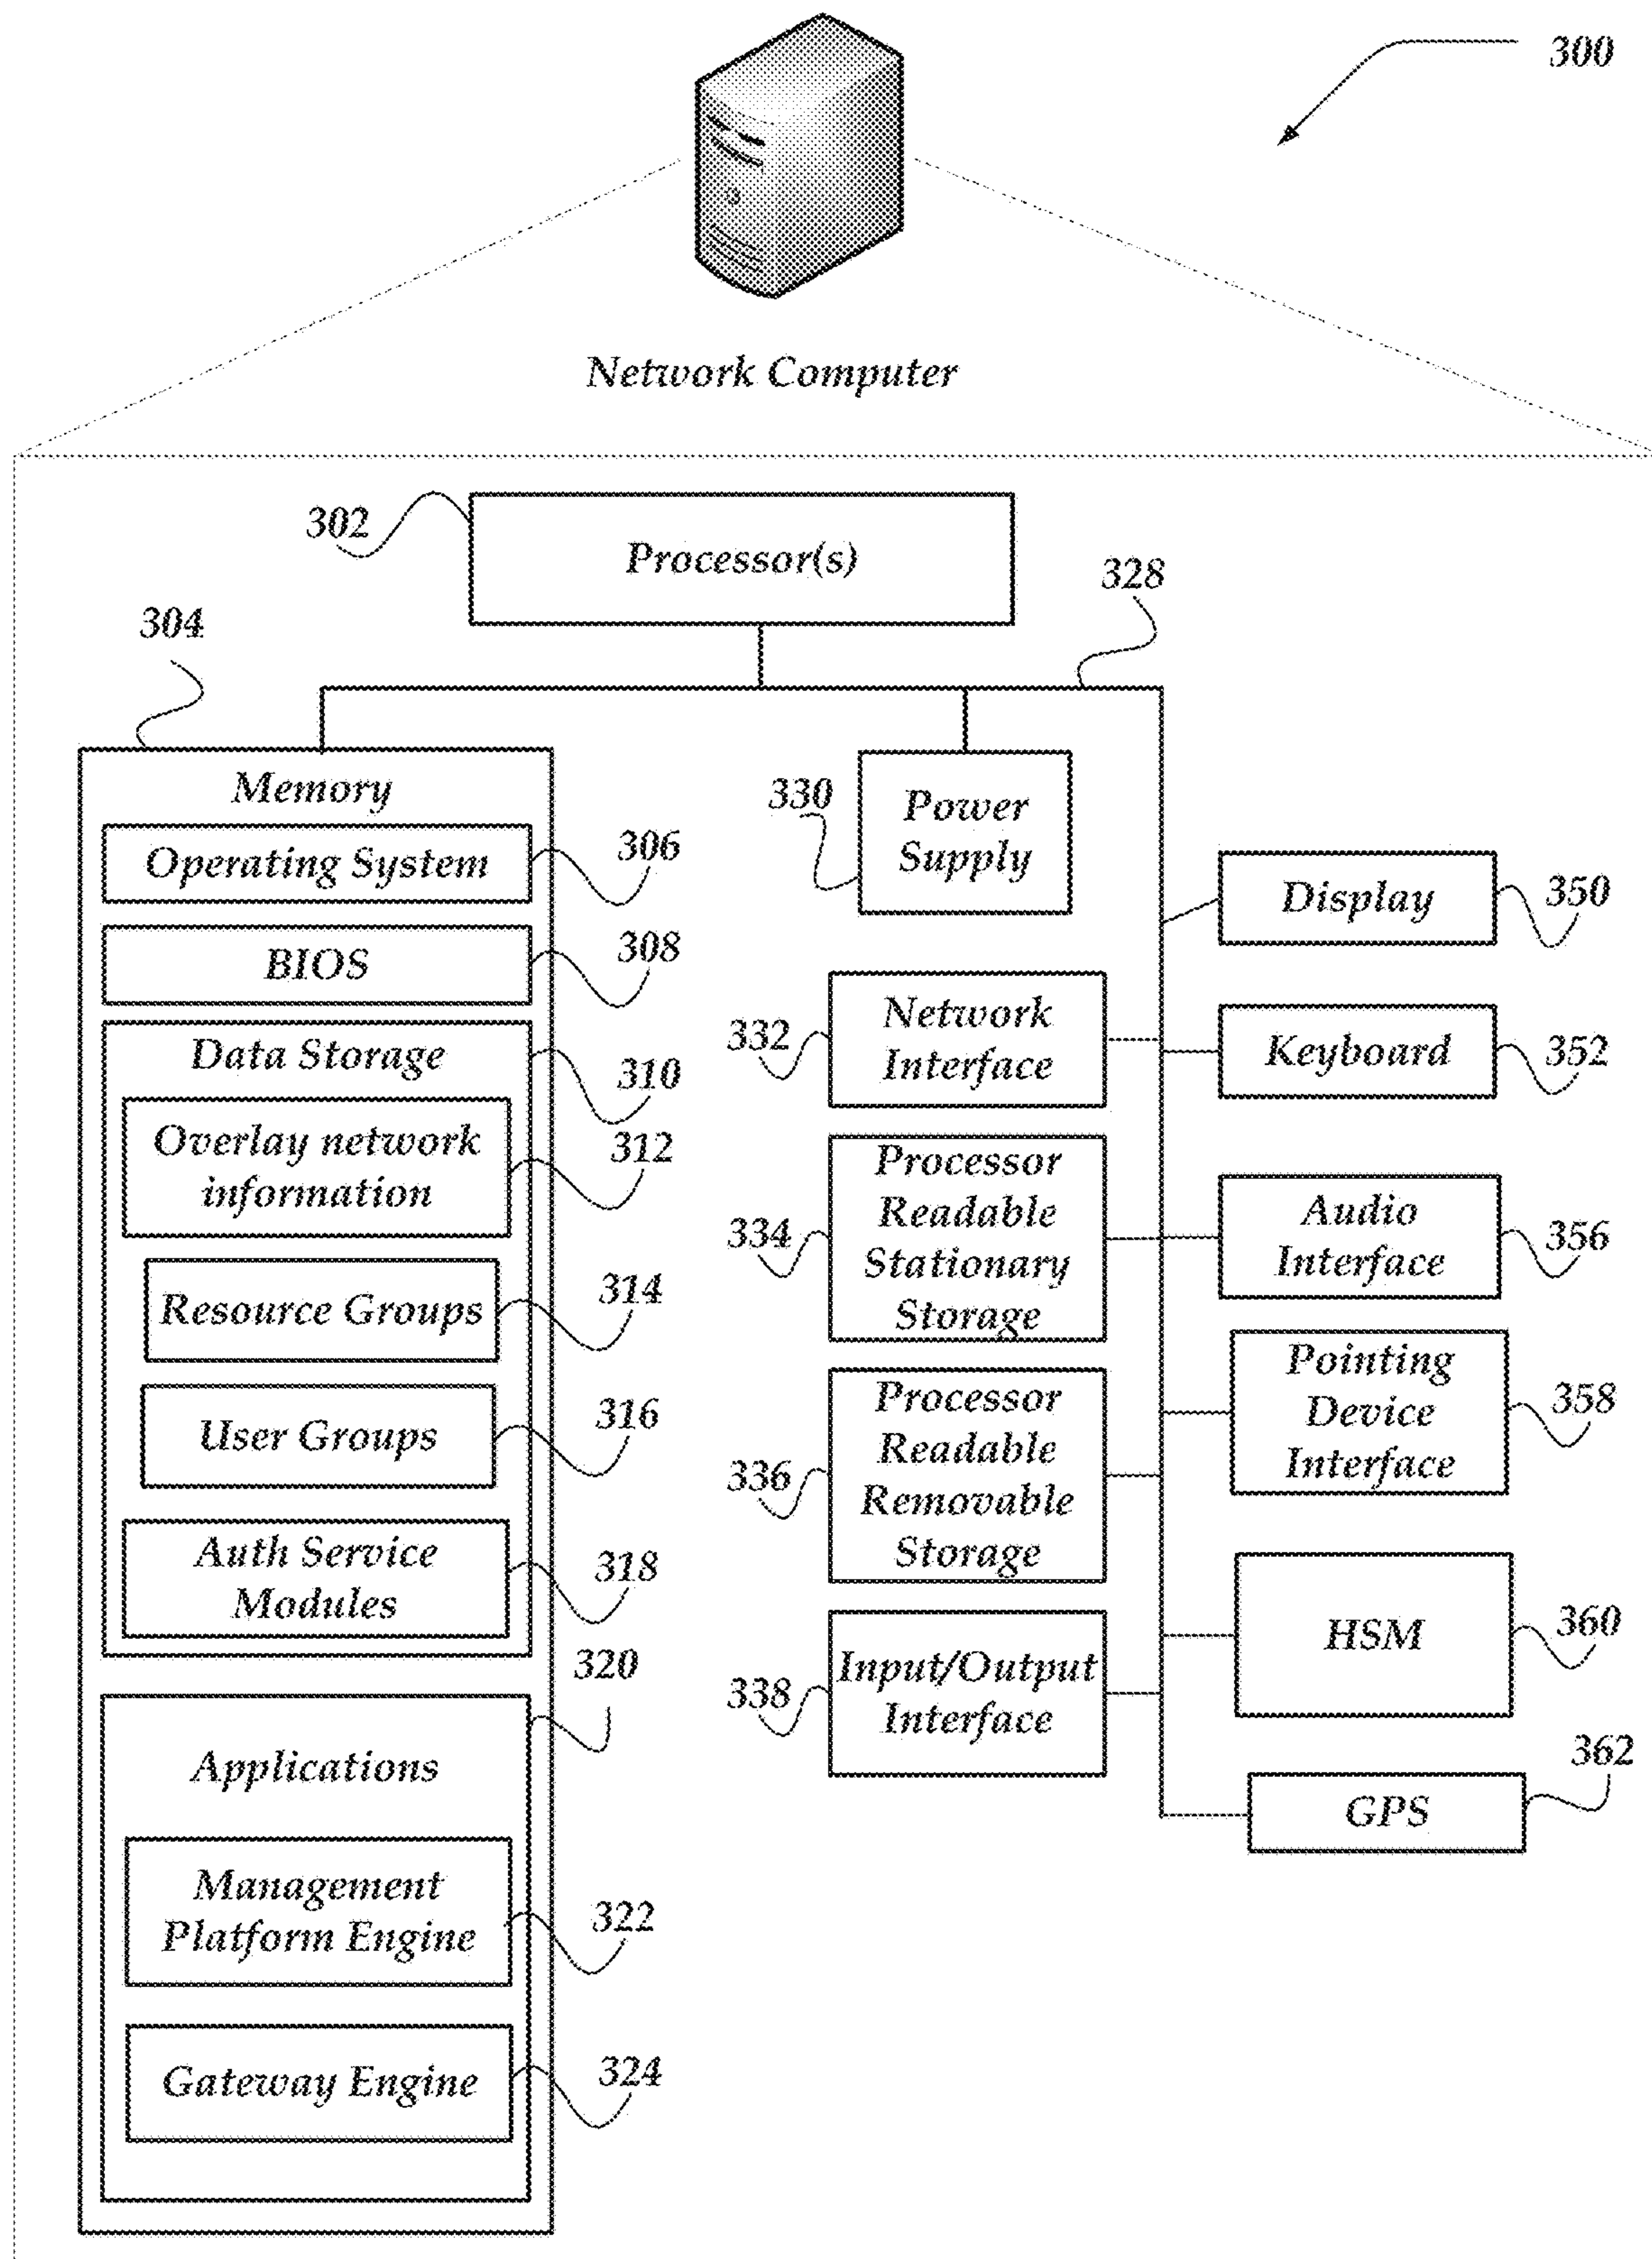 300
Network Computer
302
Processor(s)
328
304
Memory
Operating System
306
BIOS
308
Data Storage
310
Overlay network
information
312
Resource Groups
314
User Groups
316
Auth Service
Modules
318
320
Applications
Management
Platform Engine
322
Gateway Engine
324
330
Power
Supply
332
Network
Interface
334
Processor
Readable
Stationary
Storage
336
Processor
Readable
Removable
Storage
338
Input/Output
Interface
Display
350
Keyboard
352
Audio
Interface
356
Pointing
Device
Interface
358
HSM
360
362
GPS